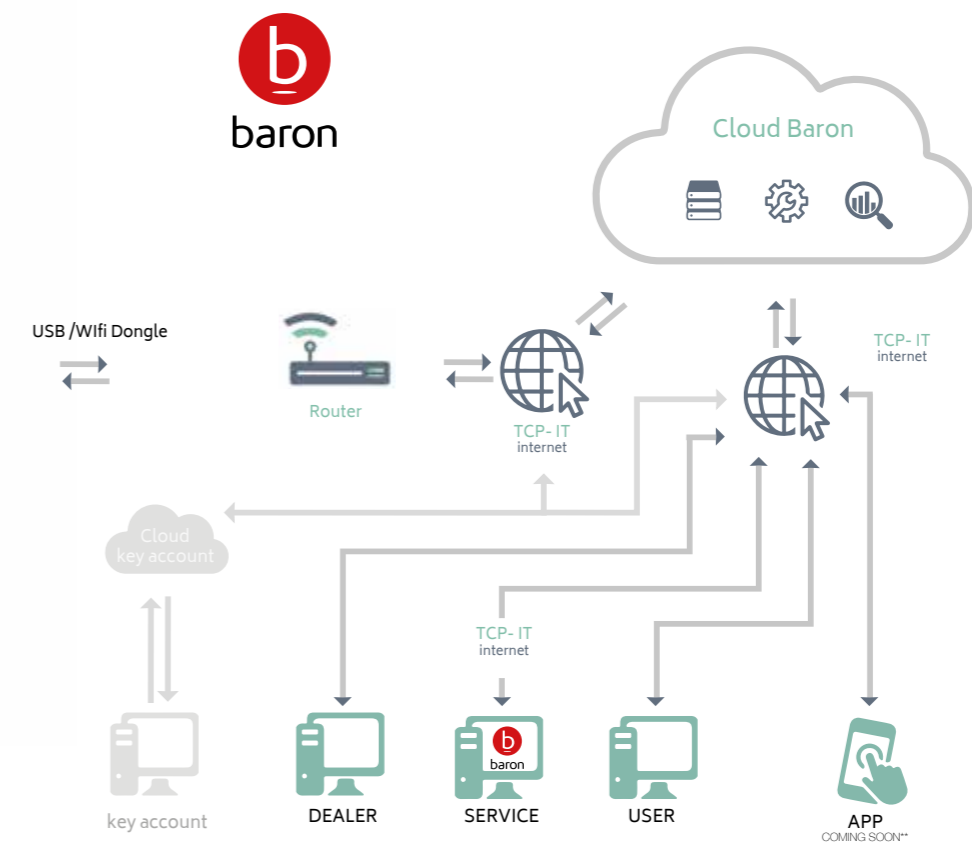 b
baron
Cloud Baron
USB /WIfi Dongle
TCP- IT
internet
Router
TCP- IT
internet
Cloud
key account
TCP- IT
internet
b
baron
key account
DEALER
SERVICE
USER
APP
COMING SOON**